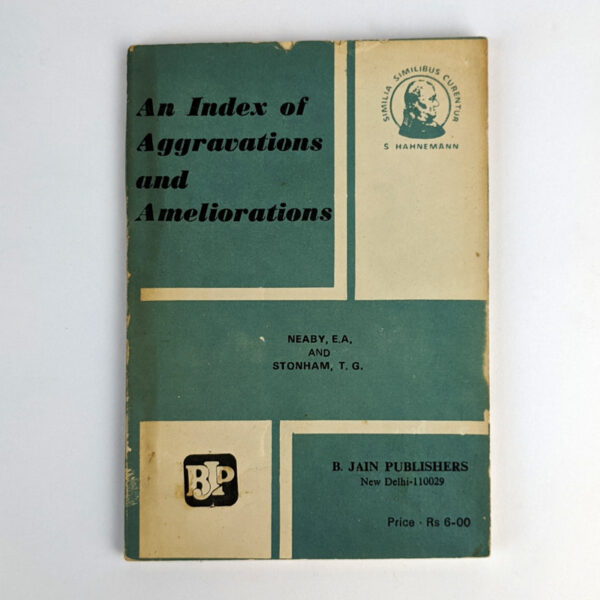 An Index of
Aggravations
and
Ameliorations
SIMILIA SIMILIBUS CURENTUR
S HAHNEMANN
NEABY, E.A,
AND
STONHAM, T. G.
BJP
B. JAIN PUBLISHERS
New Delhi-110029
Price · Rs 6-00